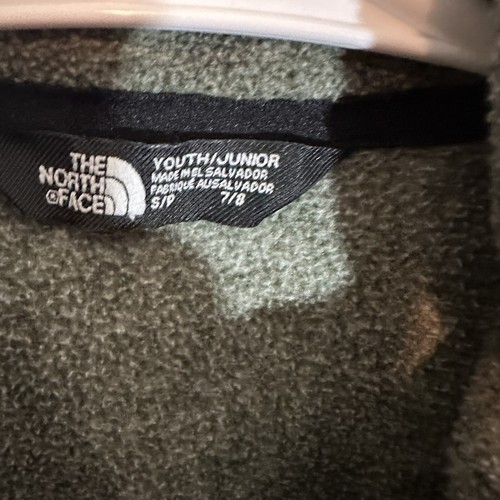 THE
NORTH
FACE
YOUTH/JUNIOR
MADE IN EL SALVADOR
FABRIQUE AU SALVADOR
S/P 7/8